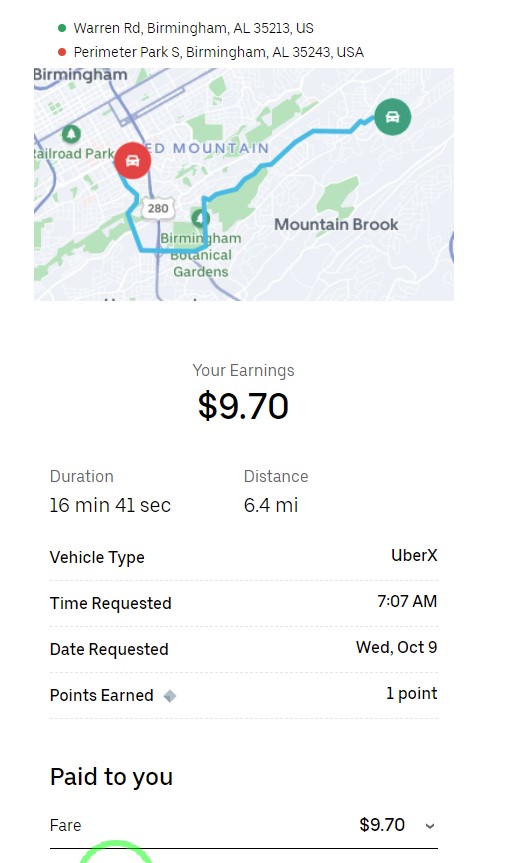 Warren Rd, Birmingham, AL 35213, US
Perimeter Park S, Birmingham, AL 35243, USA
Birmingham
Railroad Park
ED MOUNTAIN
280
Birmingham
Botanical
Gardens
Mountain Brook
Your Earnings
$9.70
Duration
Distance
16 min 41 sec
6.4 mi
Vehicle Type
UberX
Time Requested
7:07 AM
Date Requested
Wed, Oct 9
Points Earned
1 point
Paid to you
Fare
$9.70